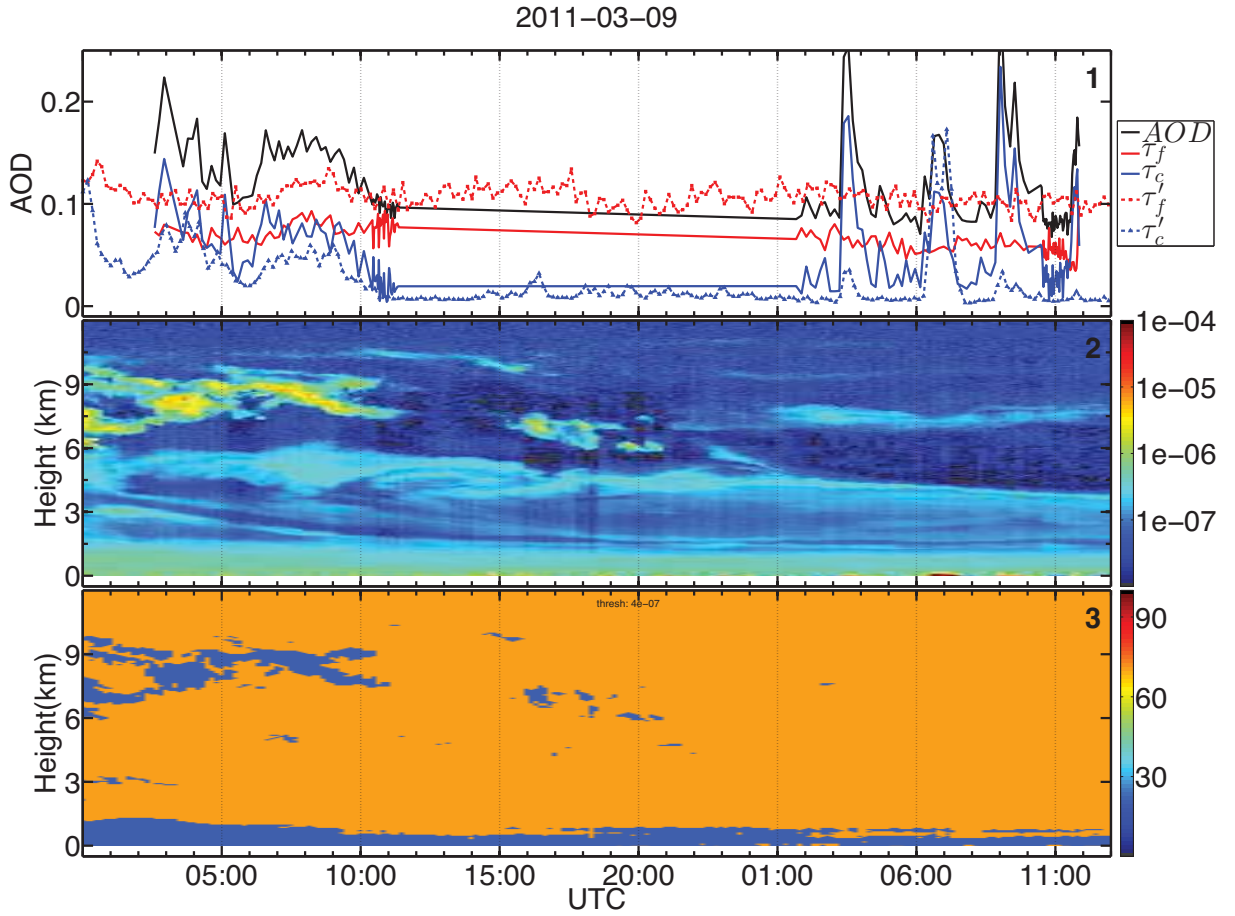 2011−03−09
1
AOD
0.2
0.1
0
AOD
τf
τc
τ′f
τ′c
2
Height (km)
9
6
3
0
1e−04
1e−05
1e−06
1e−07
thresh: 4e−07
3
Height(km)
9
6
3
0
90
60
30
05:00 10:00 15:00 20:00 01:00 06:00 11:00
UTC